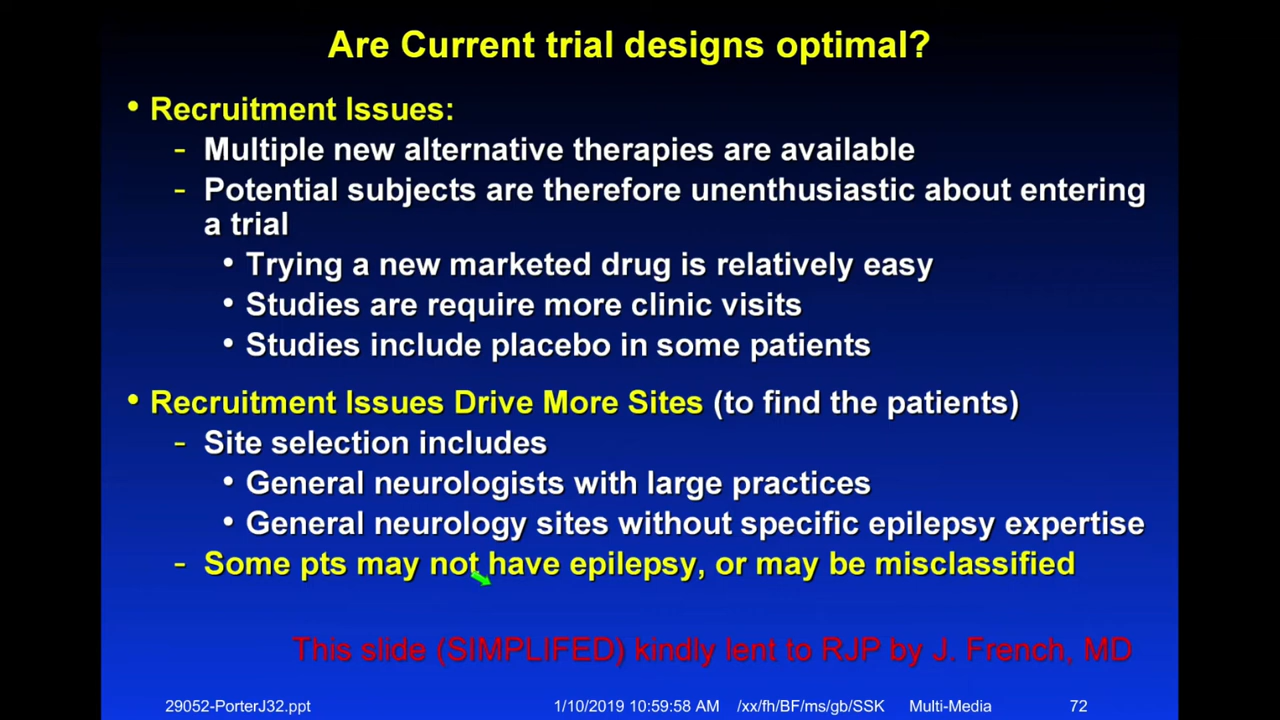 Are Current trial designs optimal?
• Recruitment Issues:
- Multiple new alternative therapies are available
- Potential subjects are therefore unenthusiastic about entering
a trial
• Trying a new marketed drug is relatively easy
• Studies are require more clinic visits
• Studies include placebo in some patients
• Recruitment Issues Drive More Sites (to find the patients)
- Site selection includes
• General neurologists with large practices
• General neurology sites without specific epilepsy expertise
- Some pts may not have epilepsy, or may be misclassified
This slide (SIMPLIFED) kindly lent to RJP by J. French, MD
29052-PorterJ32.ppt 1/10/2019 10:59:58 AM /xx/fh/BF/ms/gb/SSK Multi-Media 72